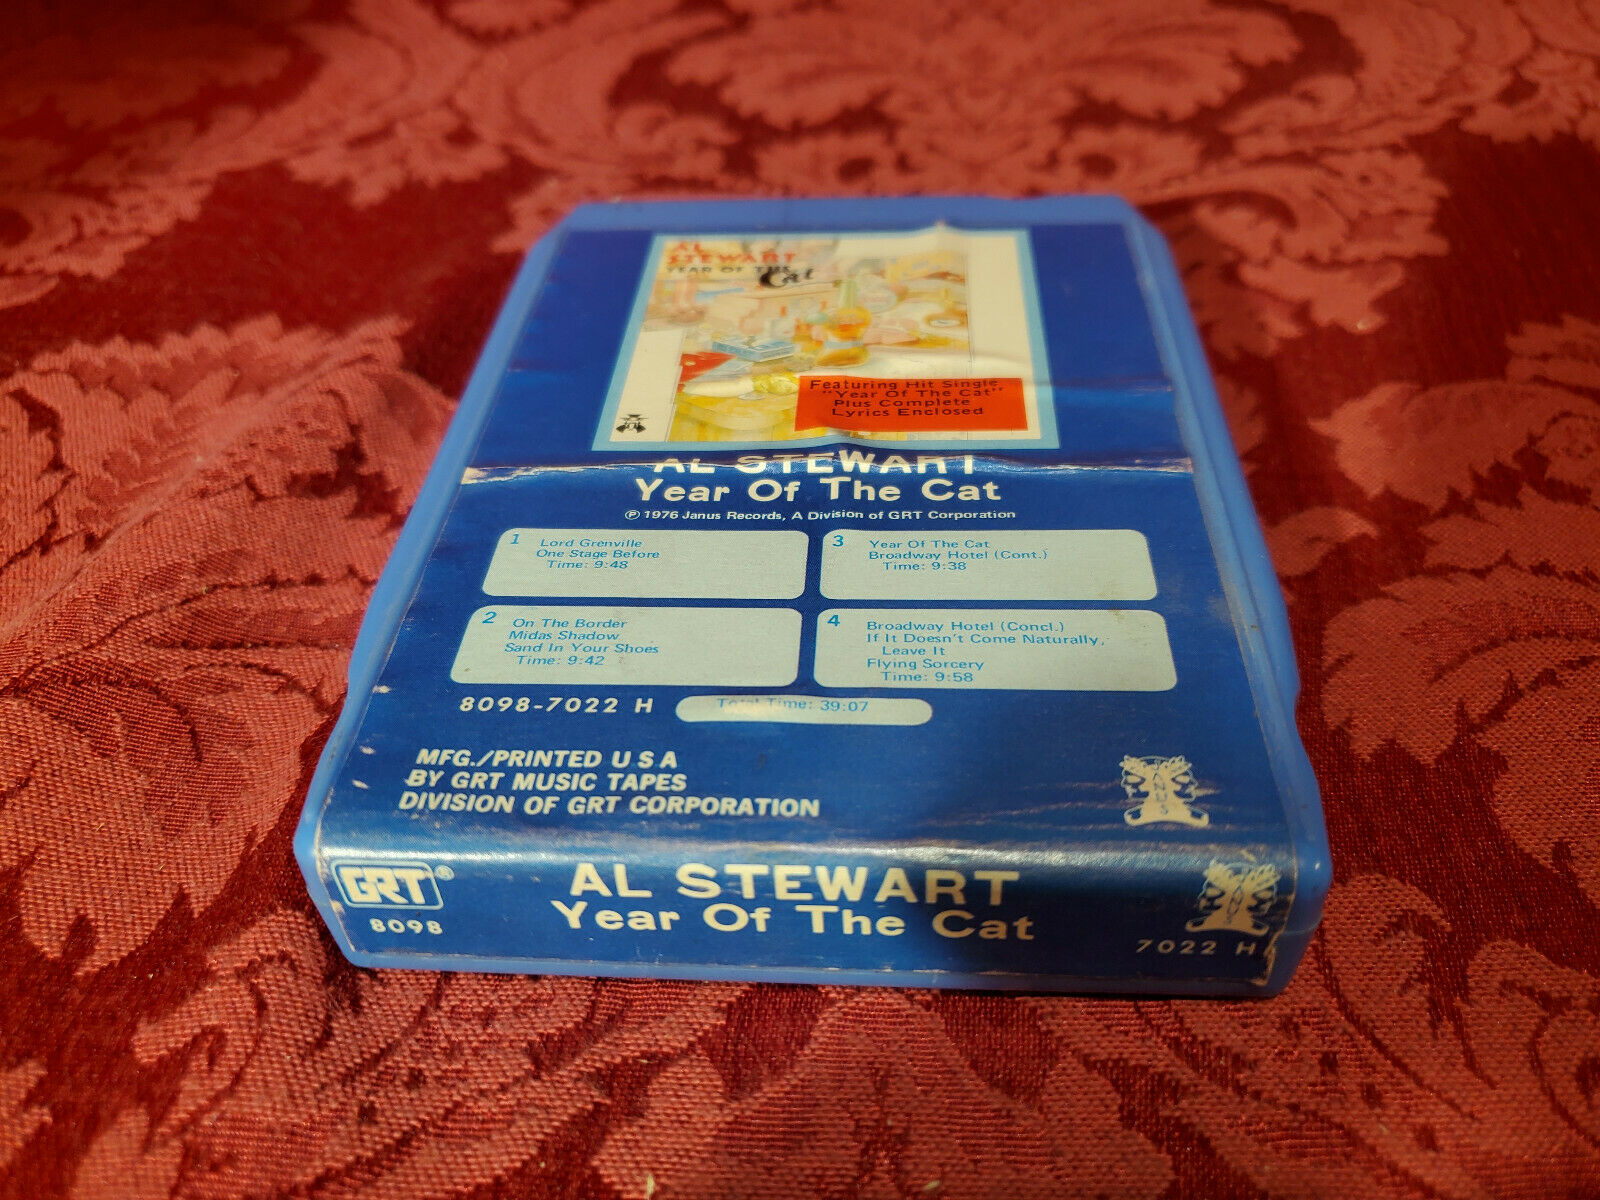 AL
STEWART
YEAR OF THE
Cat
Featuring Hit Single
"Year Of The Cat"
Plus Complete
Lyrics Enclosed
AL STEWART
Year Of The Cat
℗ 1976 Janus Records, A Division of GRT Corporation
1 Lord Grenville
One Stage Before
Time: 9:48
2 On The Border
Midas Shadow
Sand In Your Shoes
Time: 9:42
3 Year Of The Cat
Broadway Hotel (Cont.)
Time: 9:38
4 Broadway Hotel (Concl.)
If It Doesn't Come Naturally,
Leave It
Flying Sorcery
Time: 9:58
8098-7022 H
Total Time: 39:07
MFG./PRINTED U S A
BY GRT MUSIC TAPES
DIVISION OF GRT CORPORATION
JANUS
GRT®
8098
AL STEWART
Year Of The Cat
JANUS
7022 H